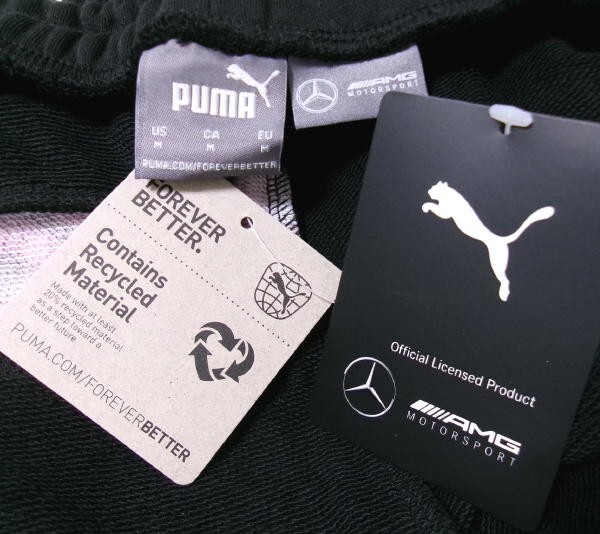 PUMA
US CA EU
M M M
PUMA.COM/FOREVERBETTER
AMG
MOTORSPORT
FOREVER
BETTER.
Contains
Recycled
Material
Made with at least
20% recycled material
as a step toward a
better future.
PUMA.COM/FOREVERBETTER
Official Licensed Product
AMG
MOTORSPORT